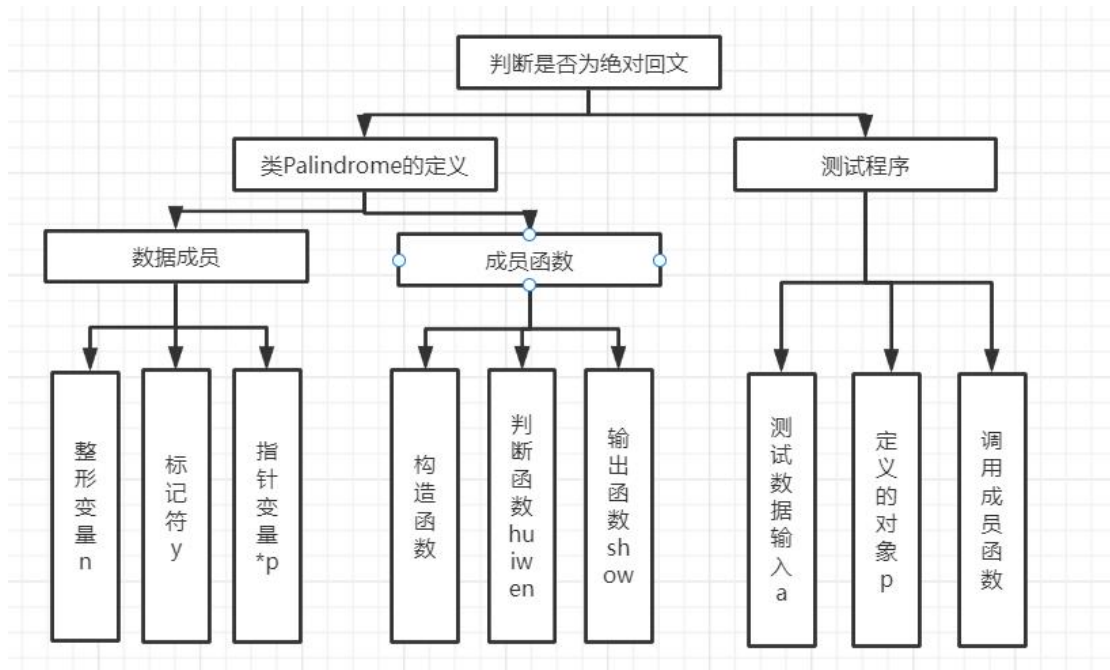 判断是否为绝对回文
类Palindrome的定义
测试程序
数据成员
成员函数
整形变量n
标记符y
指针变量*p
构造函数
判断函数huiwen
输出函数show
测试数据输入a
定义的对象p
调用成员函数